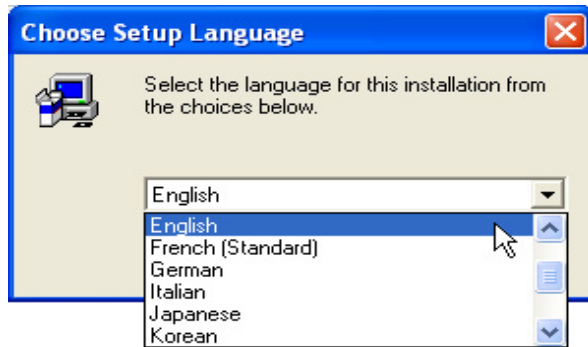 Choose Setup Language
Select the language for this installation from
the choices below.
English
English
French (Standard)
German
Italian
Japanese
Korean